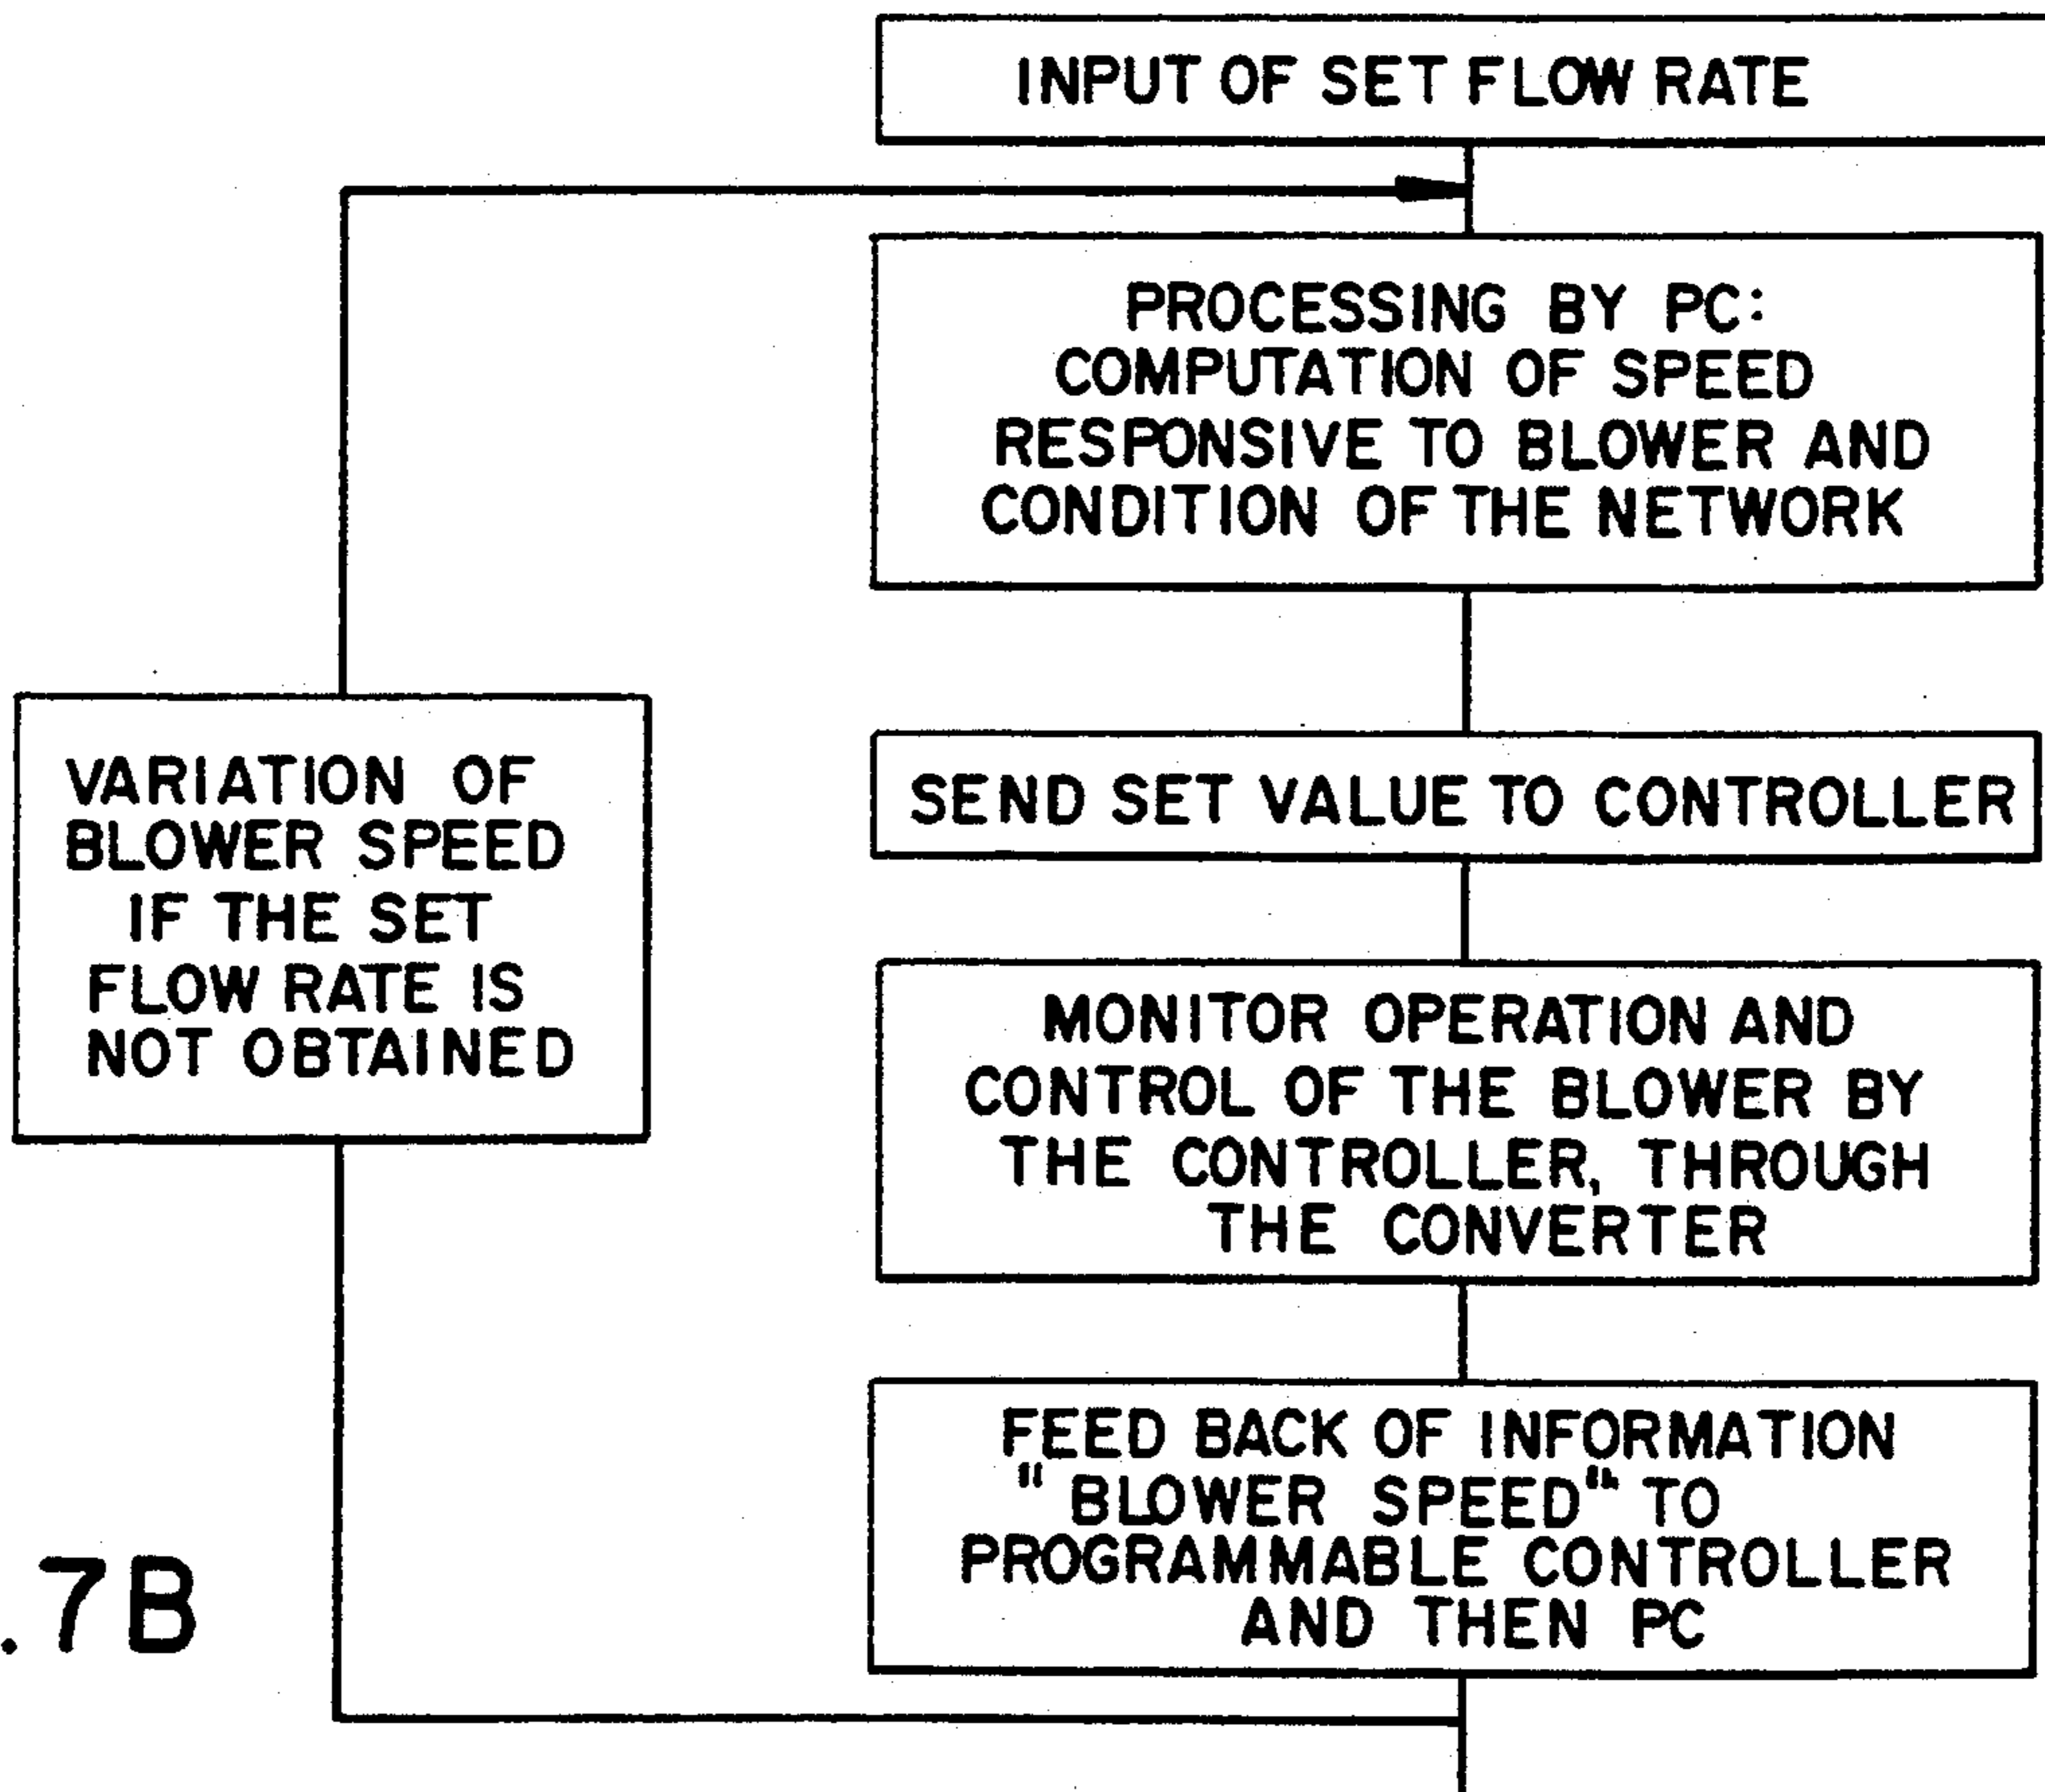 INPUT OF SET FLOW RATE
PROCESSING BY PC:
COMPUTATION OF SPEED
RESPONSIVE TO BLOWER AND
CONDITION OF THE NETWORK
SEND SET VALUE TO CONTROLLER
VARIATION OF
BLOWER SPEED
IF THE SET
FLOW RATE IS
NOT OBTAINED
MONITOR OPERATION AND
CONTROL OF THE BLOWER BY
THE CONTROLLER, THROUGH
THE CONVERTER
FEED BACK OF INFORMATION
"BLOWER SPEED" TO
PROGRAMMABLE CONTROLLER
AND THEN PC
.7B